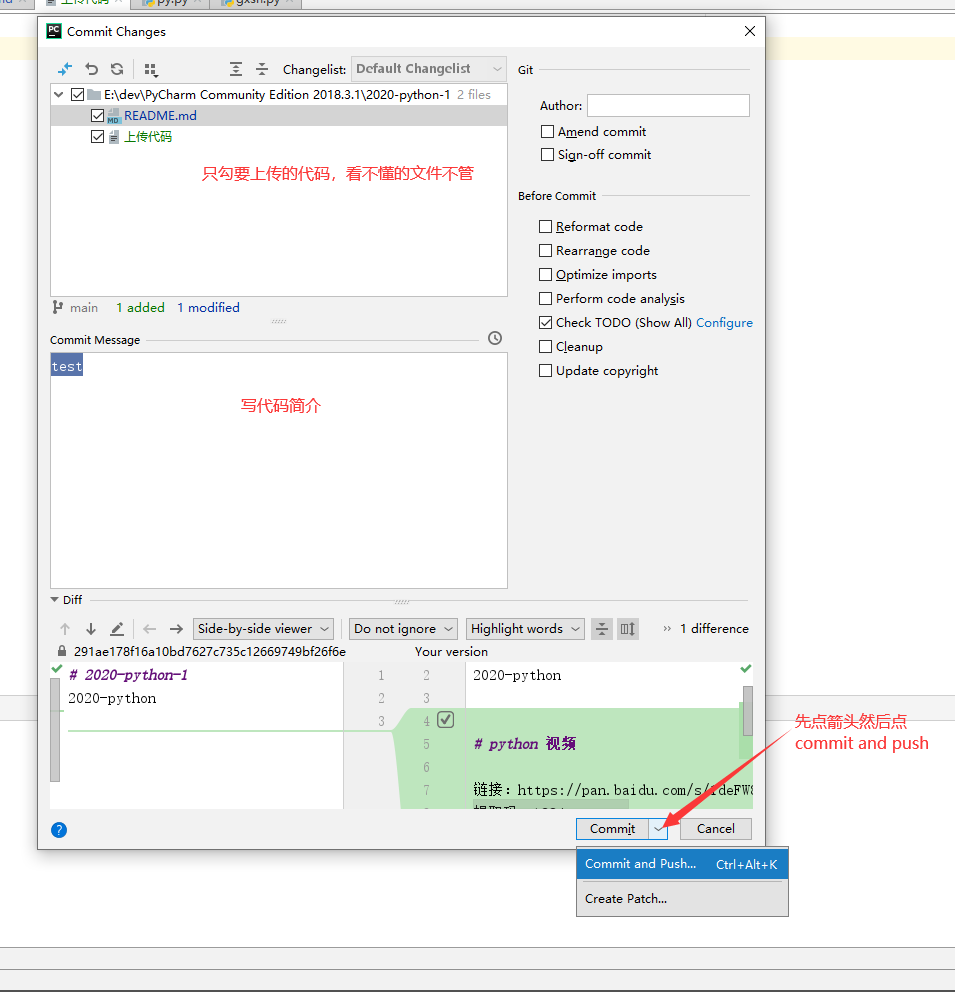 上传代码
py.py
gxsh.py
Commit Changes
Changelist: Default Changelist
E:\dev\PyCharm Community Edition 2018.3.1\2020-python-1 2 files
README.md
上传代码
只勾要上传的代码，看不懂的文件不管
main 1 added 1 modified
Commit Message
test
写代码简介
Git
Author:
Amend commit
Sign-off commit
Before Commit
Reformat code
Rearrange code
Optimize imports
Perform code analysis
Check TODO (Show All) Configure
Cleanup
Update copyright
Diff
Side-by-side viewer
Do not ignore
Highlight words
1 difference
291ae178f16a10bd7627c735c12669749bf26f6e
Your version
# 2020-python-1
2020-python
1
2
3
2
3
4
5
6
7
2020-python
# python 视频
链接：https://pan.baidu.com/s/
先点箭头然后点
commit and push
Commit
Cancel
Commit and Push... Ctrl+Alt+K
Create Patch...